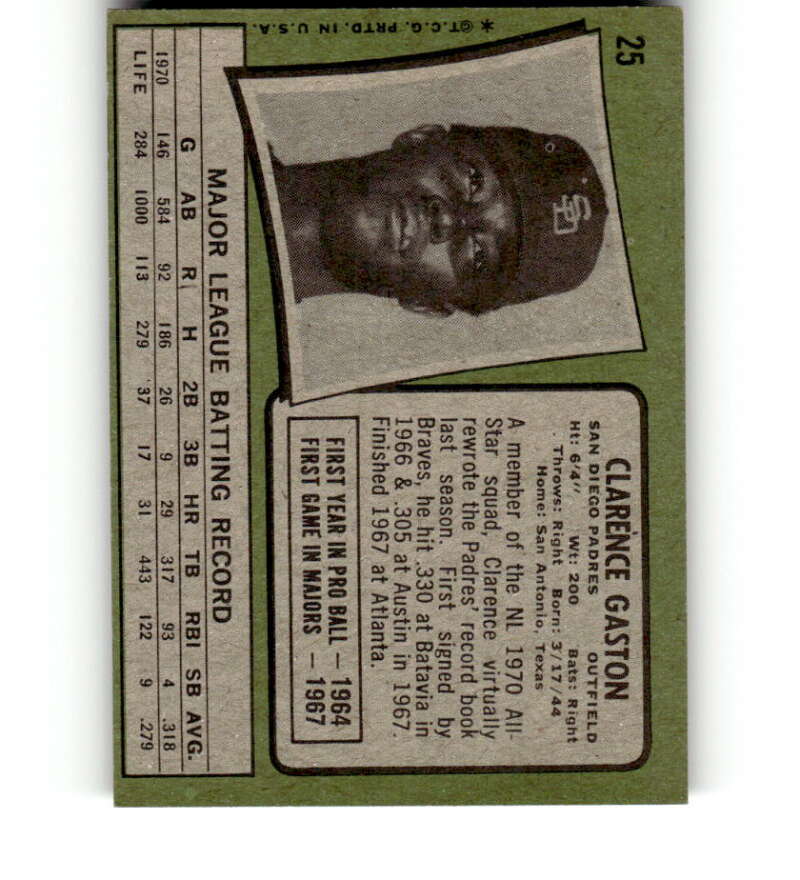 25
SD
CLARENCE GASTON
SAN DIEGO PADRES OUTFIELD
Ht: 6'4" Wt: 200 Bats: Right
Throws: Right Born: 3/17/44
Home: San Antonio, Texas
A member of the NL 1970 All-
Star squad, Clarence virtually
rewrote the Padres' record book
last season. First signed by
Braves, he hit .330 at Batavia in
1966 & .305 at Austin in 1967.
Finished 1967 at Atlanta.
FIRST YEAR IN PRO BALL — 1964
FIRST GAME IN MAJORS — 1967
MAJOR LEAGUE BATTING RECORD
G AB R H 2B 3B HR TB RBI SB AVG.
1970 146 584 92 186 26 9 29 317 93 4 .318
LIFE 284 1000 113 279 37 17 31 443 122 9 .279
* © T.C.G. PRTD. IN U.S.A.